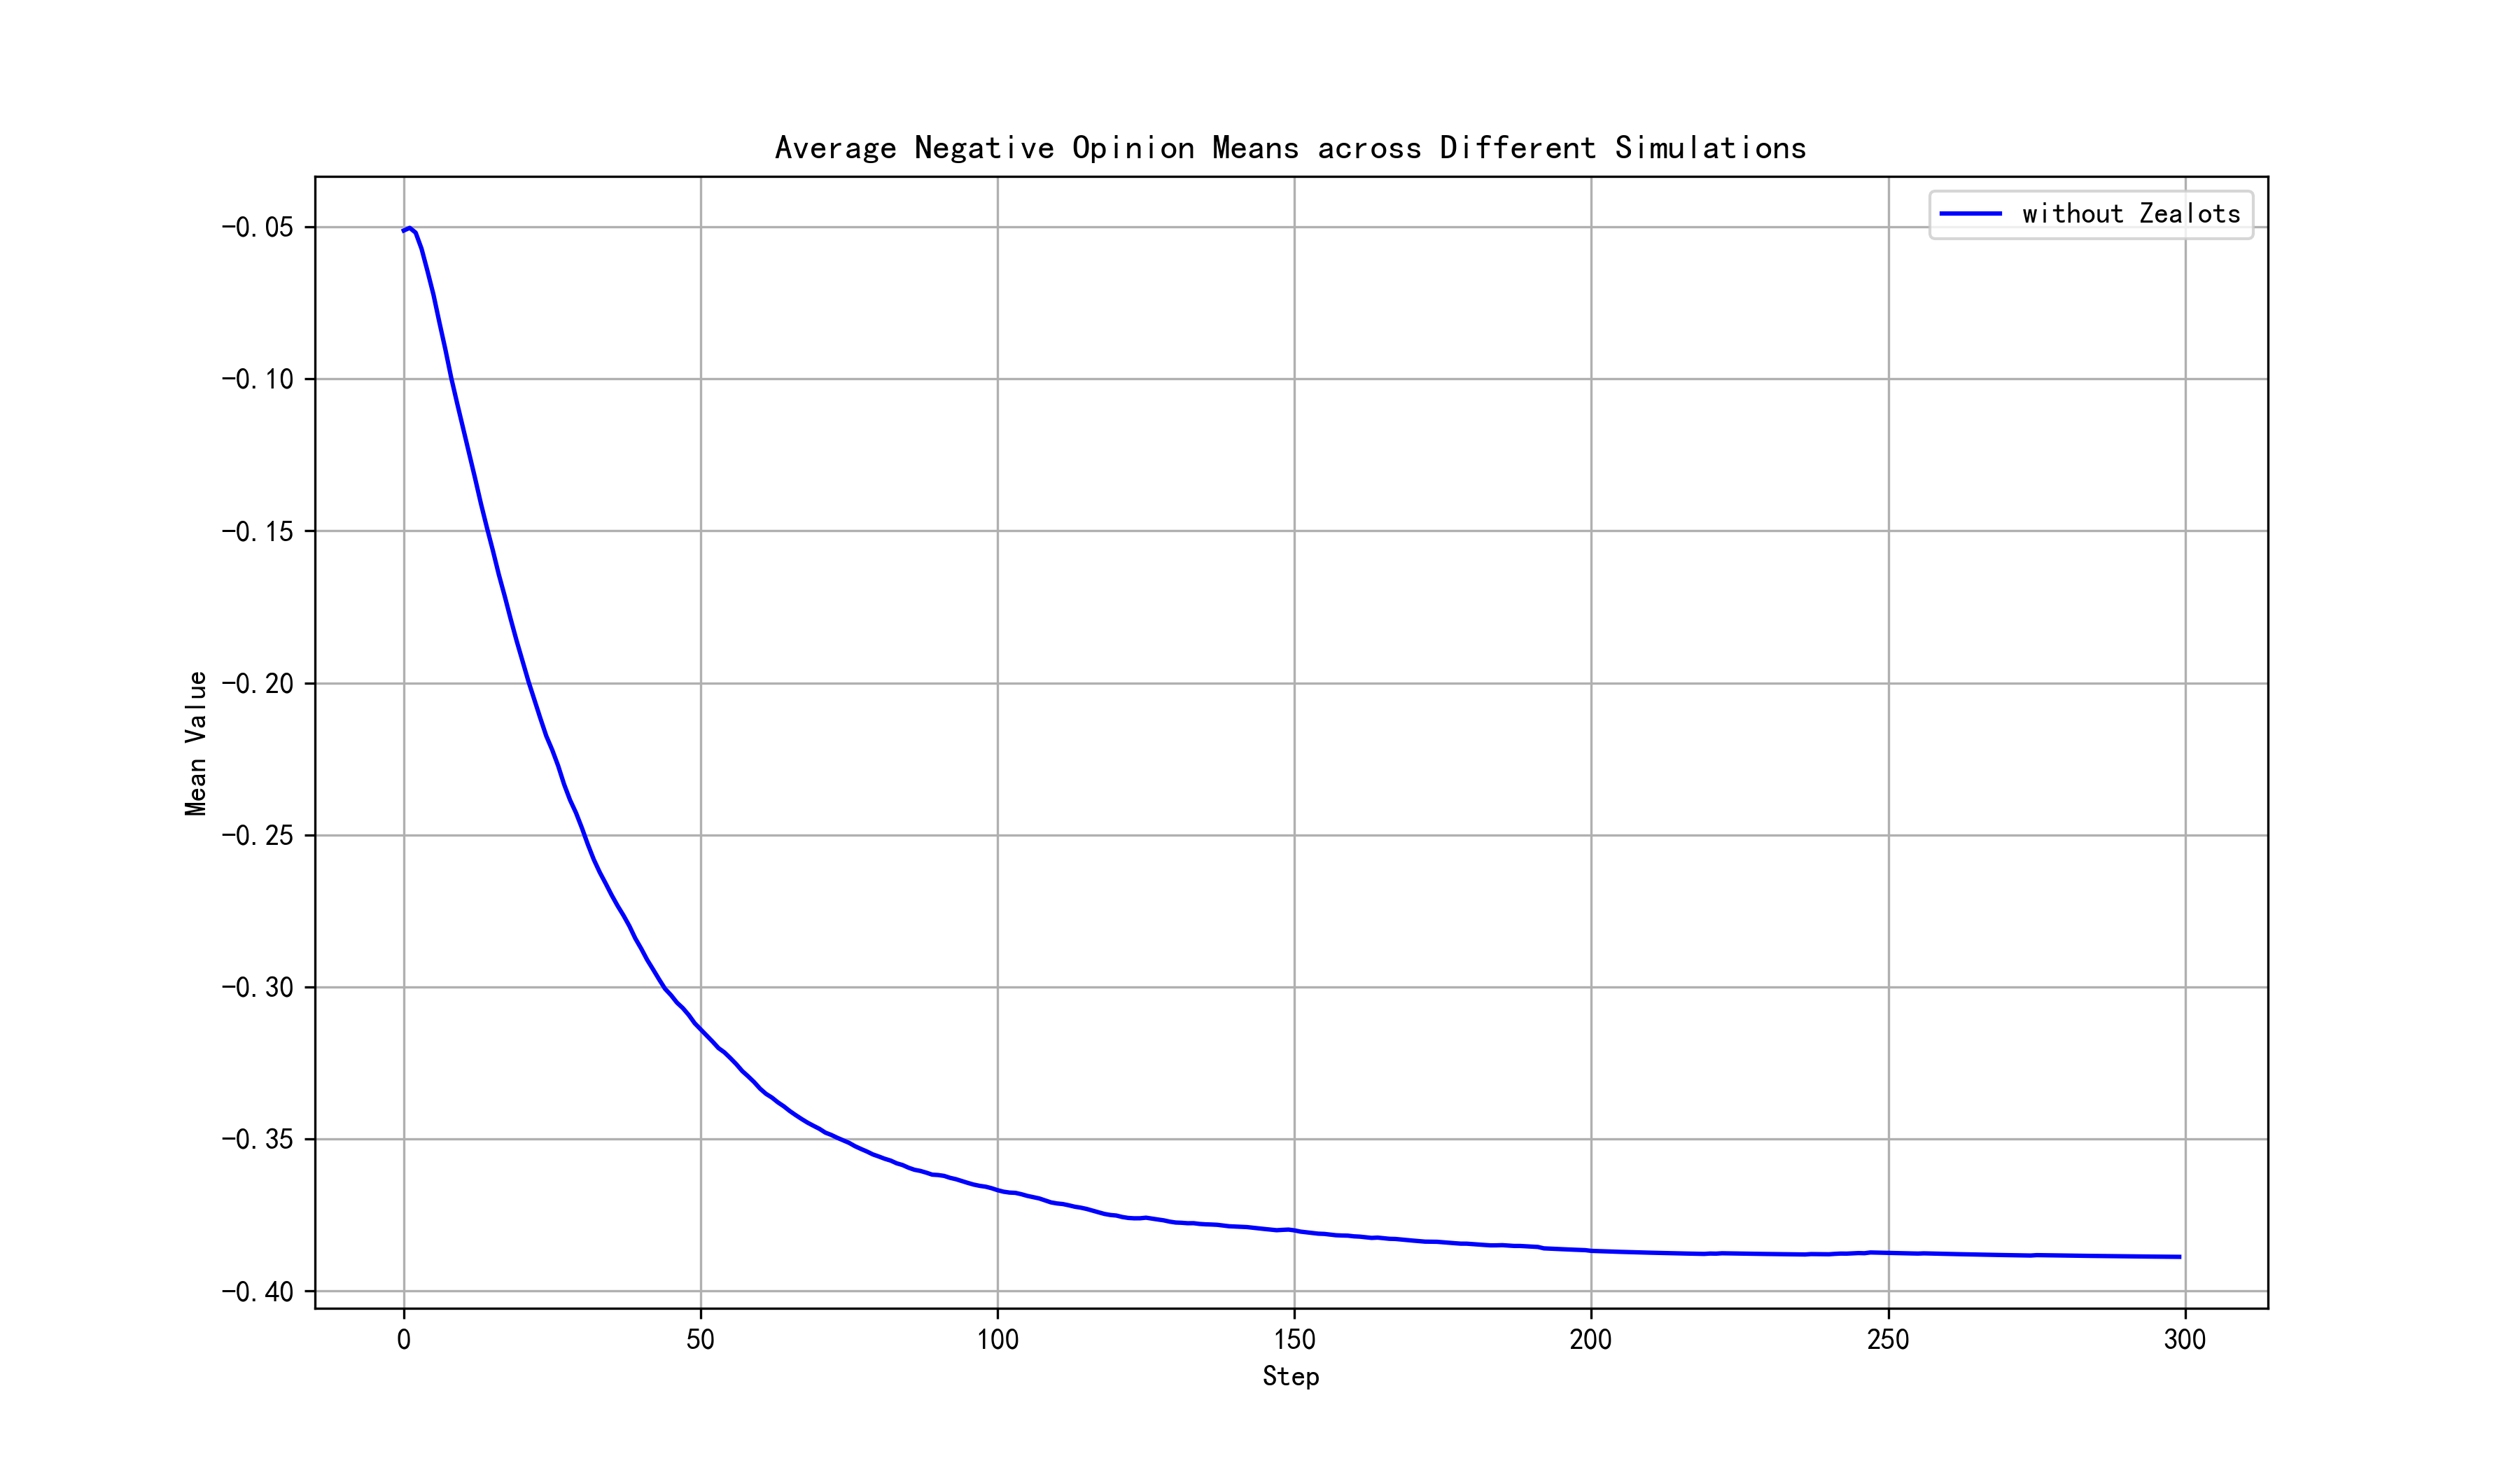 Average Negative Opinion Means across Different Simulations
without Zealots
−0.05
−0.10
−0.15
−0.20
−0.25
−0.30
−0.35
−0.40
Mean Value
0 50 100 150 200 250 300
Step